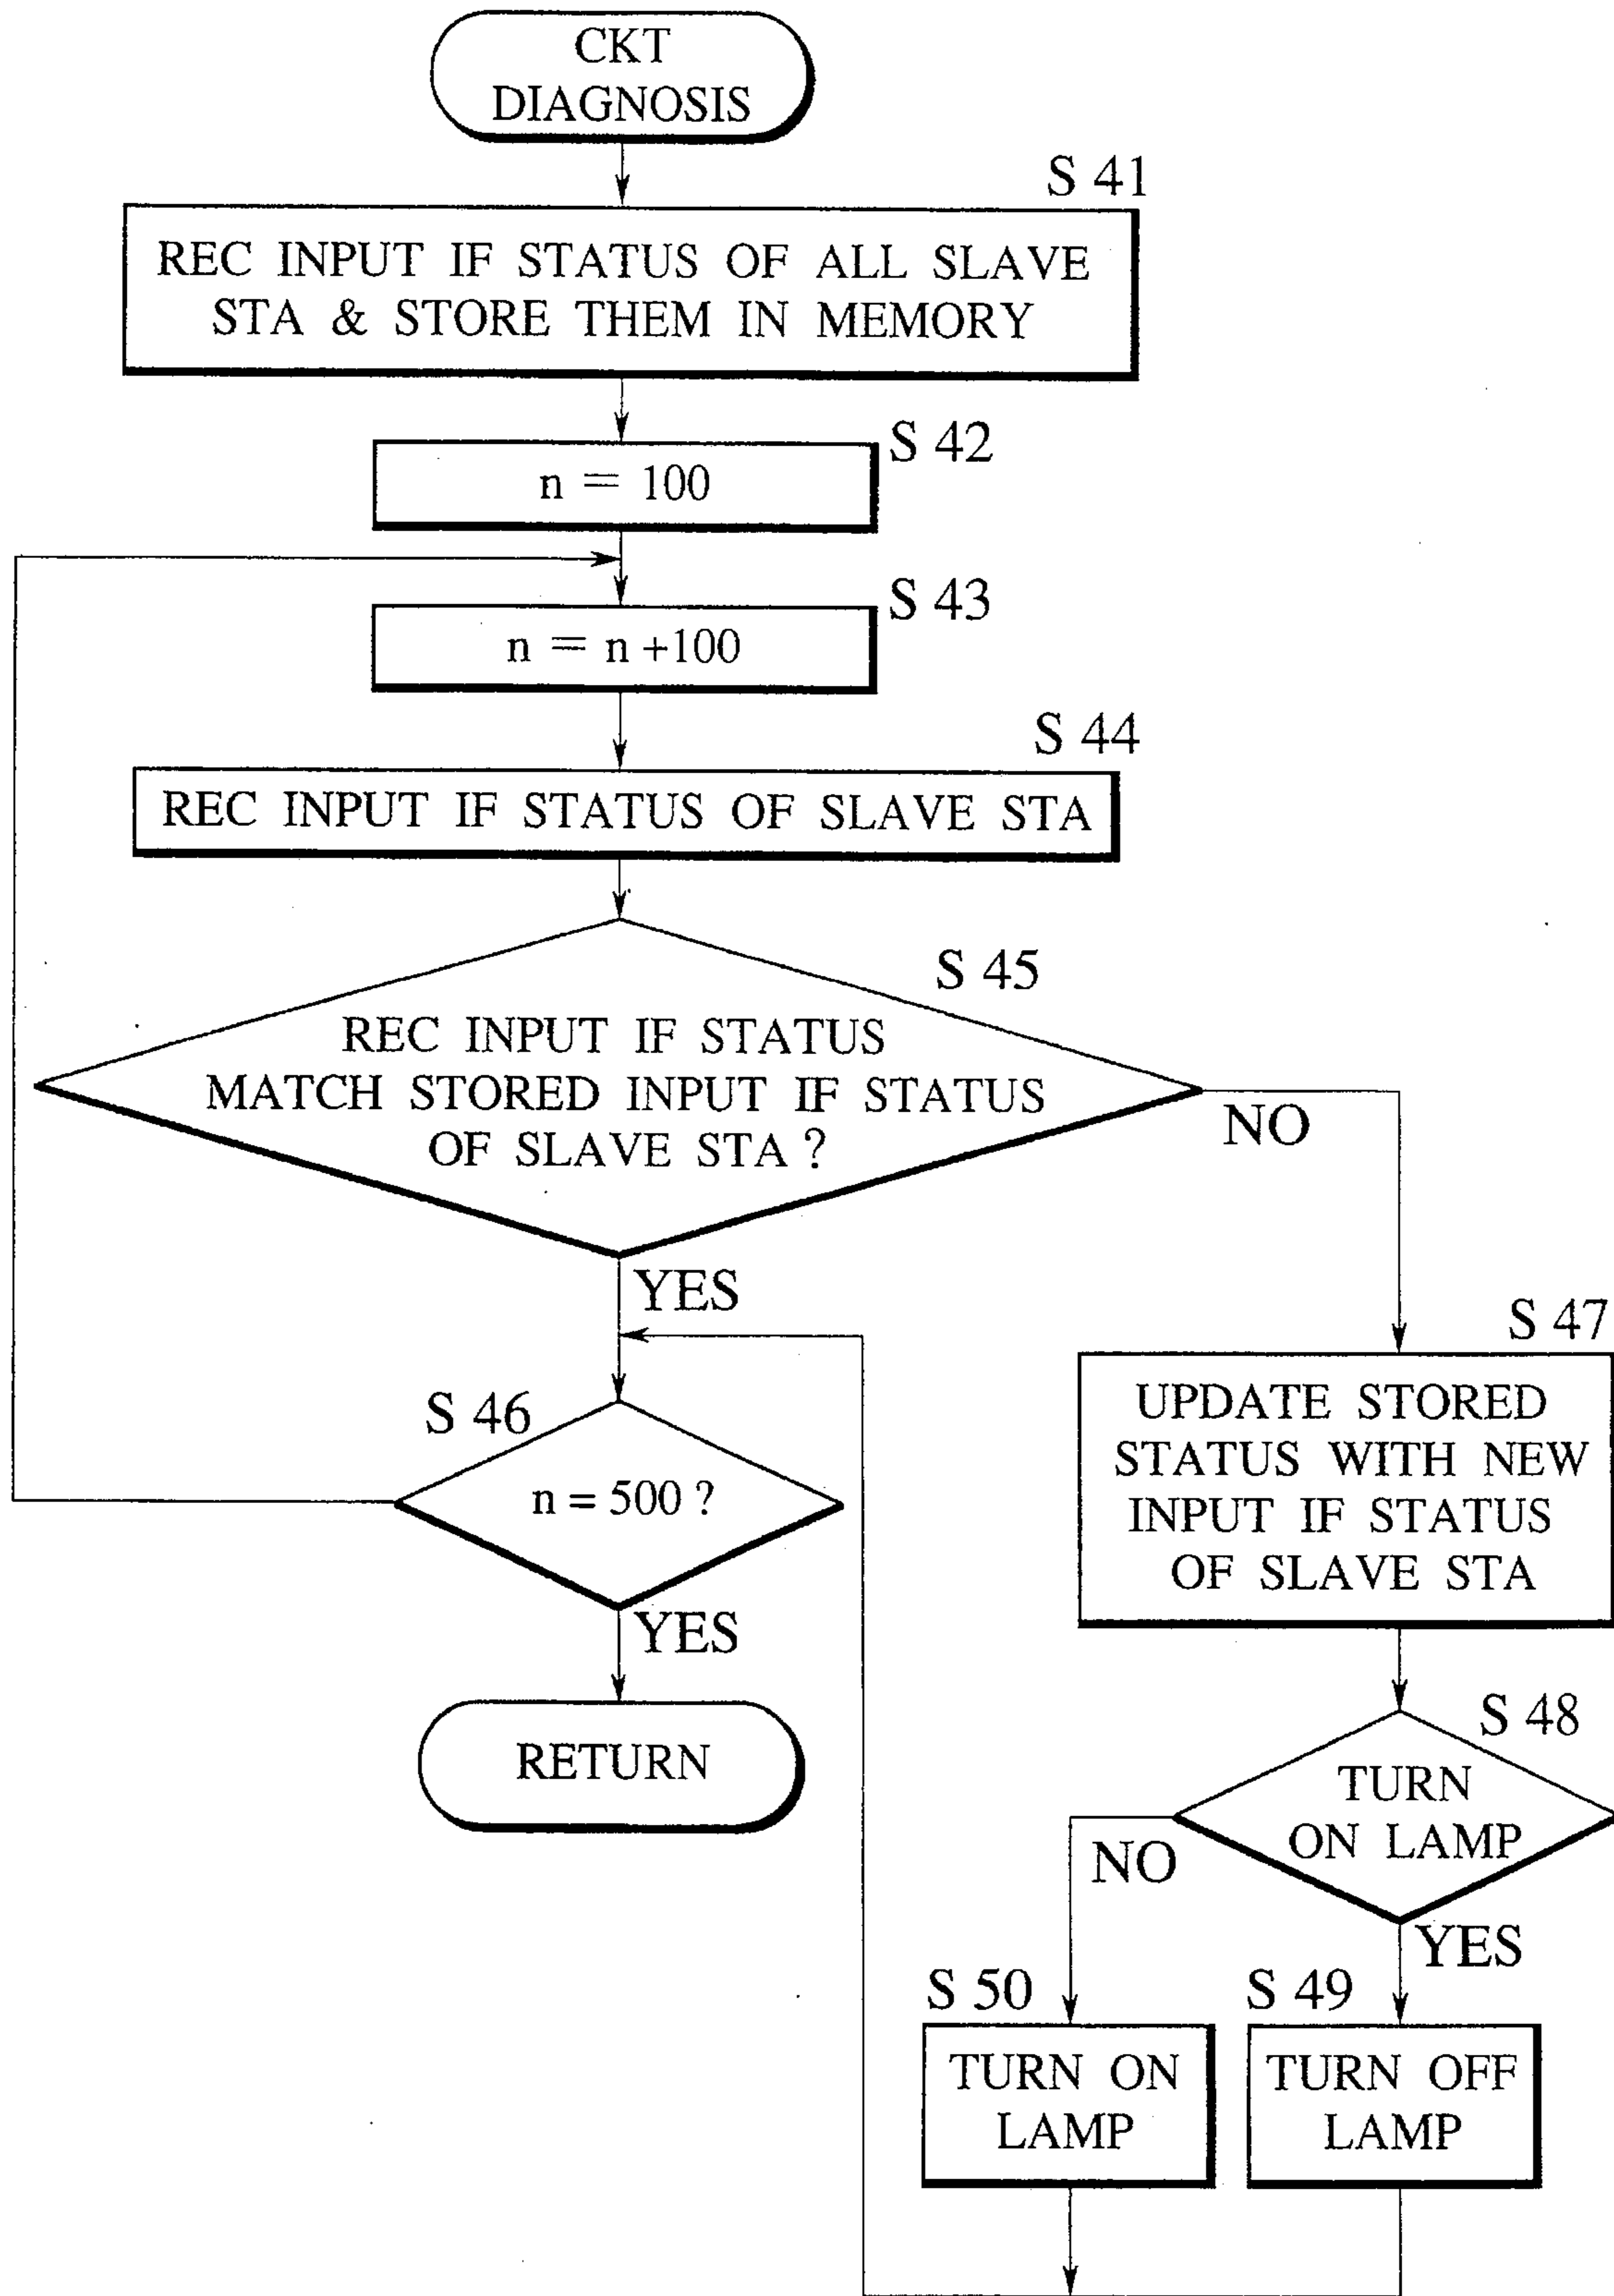 CKT
DIAGNOSIS
S 41
REC INPUT IF STATUS OF ALL SLAVE
STA & STORE THEM IN MEMORY
S 42
n = 100
S 43
n = n +100
S 44
REC INPUT IF STATUS OF SLAVE STA
S 45
REC INPUT IF STATUS
MATCH STORED INPUT IF STATUS
OF SLAVE STA ?
NO
YES
S 46
n = 500 ?
YES
RETURN
S 47
UPDATE STORED
STATUS WITH NEW
INPUT IF STATUS
OF SLAVE STA
S 48
TURN
ON LAMP
NO
YES
S 50
TURN ON
LAMP
S 49
TURN OFF
LAMP